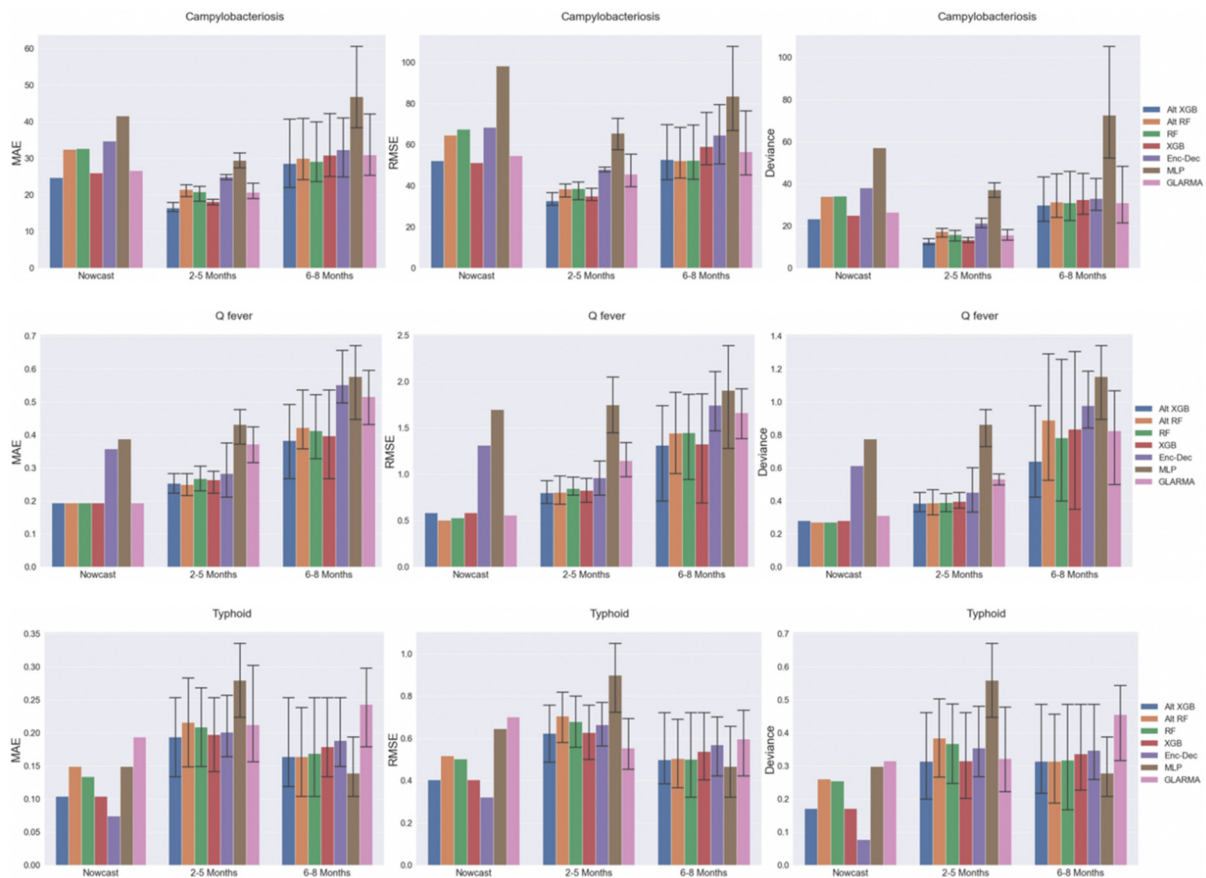 Campylobacteriosis
MAE
60
50
40
30
20
10
0
Nowcast 2-5 Months 6-8 Months
Campylobacteriosis
RMSE
100
80
60
40
20
0
Nowcast 2-5 Months 6-8 Months
Campylobacteriosis
Deviance
100
80
60
40
20
0
Nowcast 2-5 Months 6-8 Months
Alt XGB
Alt RF
RF
XGB
Enc-Dec
MLP
GLARMA
Q fever
MAE
0.7
0.6
0.5
0.4
0.3
0.2
0.1
0.0
Nowcast 2-5 Months 6-8 Months
Q fever
RMSE
2.5
2.0
1.5
1.0
0.5
0.0
Nowcast 2-5 Months 6-8 Months
Q fever
Deviance
1.4
1.2
1.0
0.8
0.6
0.4
0.2
0.0
Nowcast 2-5 Months 6-8 Months
Alt XGB
Alt RF
RF
XGB
Enc-Dec
MLP
GLARMA
Typhoid
MAE
0.35
0.30
0.25
0.20
0.15
0.10
0.05
0.00
Nowcast 2-5 Months 6-8 Months
Typhoid
RMSE
1.0
0.8
0.6
0.4
0.2
0.0
Nowcast 2-5 Months 6-8 Months
Typhoid
Deviance
0.7
0.6
0.5
0.4
0.3
0.2
0.1
0.0
Nowcast 2-5 Months 6-8 Months
Alt XGB
Alt RF
RF
XGB
Enc-Dec
MLP
GLARMA